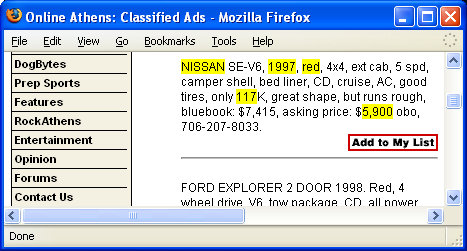 Online Athens: Classified Ads - Mozilla Firefox
File Edit View Go Bookmarks Tools Help
DogBytes
Prep Sports
Features
RockAthens
Entertainment
Opinion
Forums
Contact Us
NISSAN SE-V6, 1997, red, 4x4, ext cab, 5 spd,
camper shell, bed liner, CD, cruise, AC, good
tires, only 117K, great shape, but runs rough,
bluebook: $7,415, asking price: $5,900 obo,
706-207-8033.
Add to My List
FORD EXPLORER 2 DOOR 1998. Red, 4
wheel drive, V6, tow package, CD, all power
Done